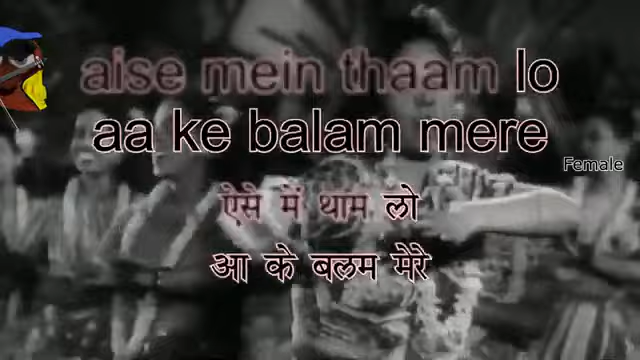 aise mein thaam lo
aa ke balam mere
Female
ऐसे में थाम लो
आ के बलम मेरे